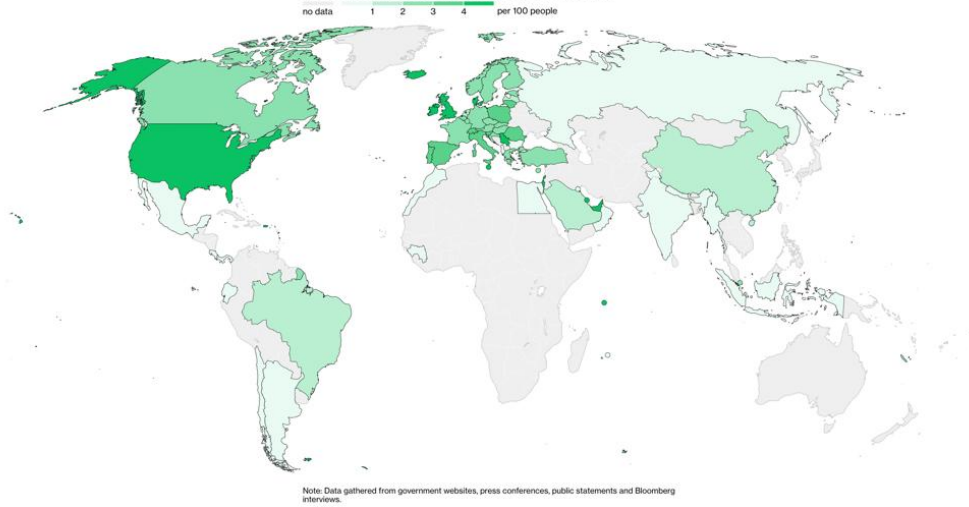 no data 1 2 3 4 per 100 people
Note: Data gathered from government websites, press conferences, public statements and Bloomberg
interviews.